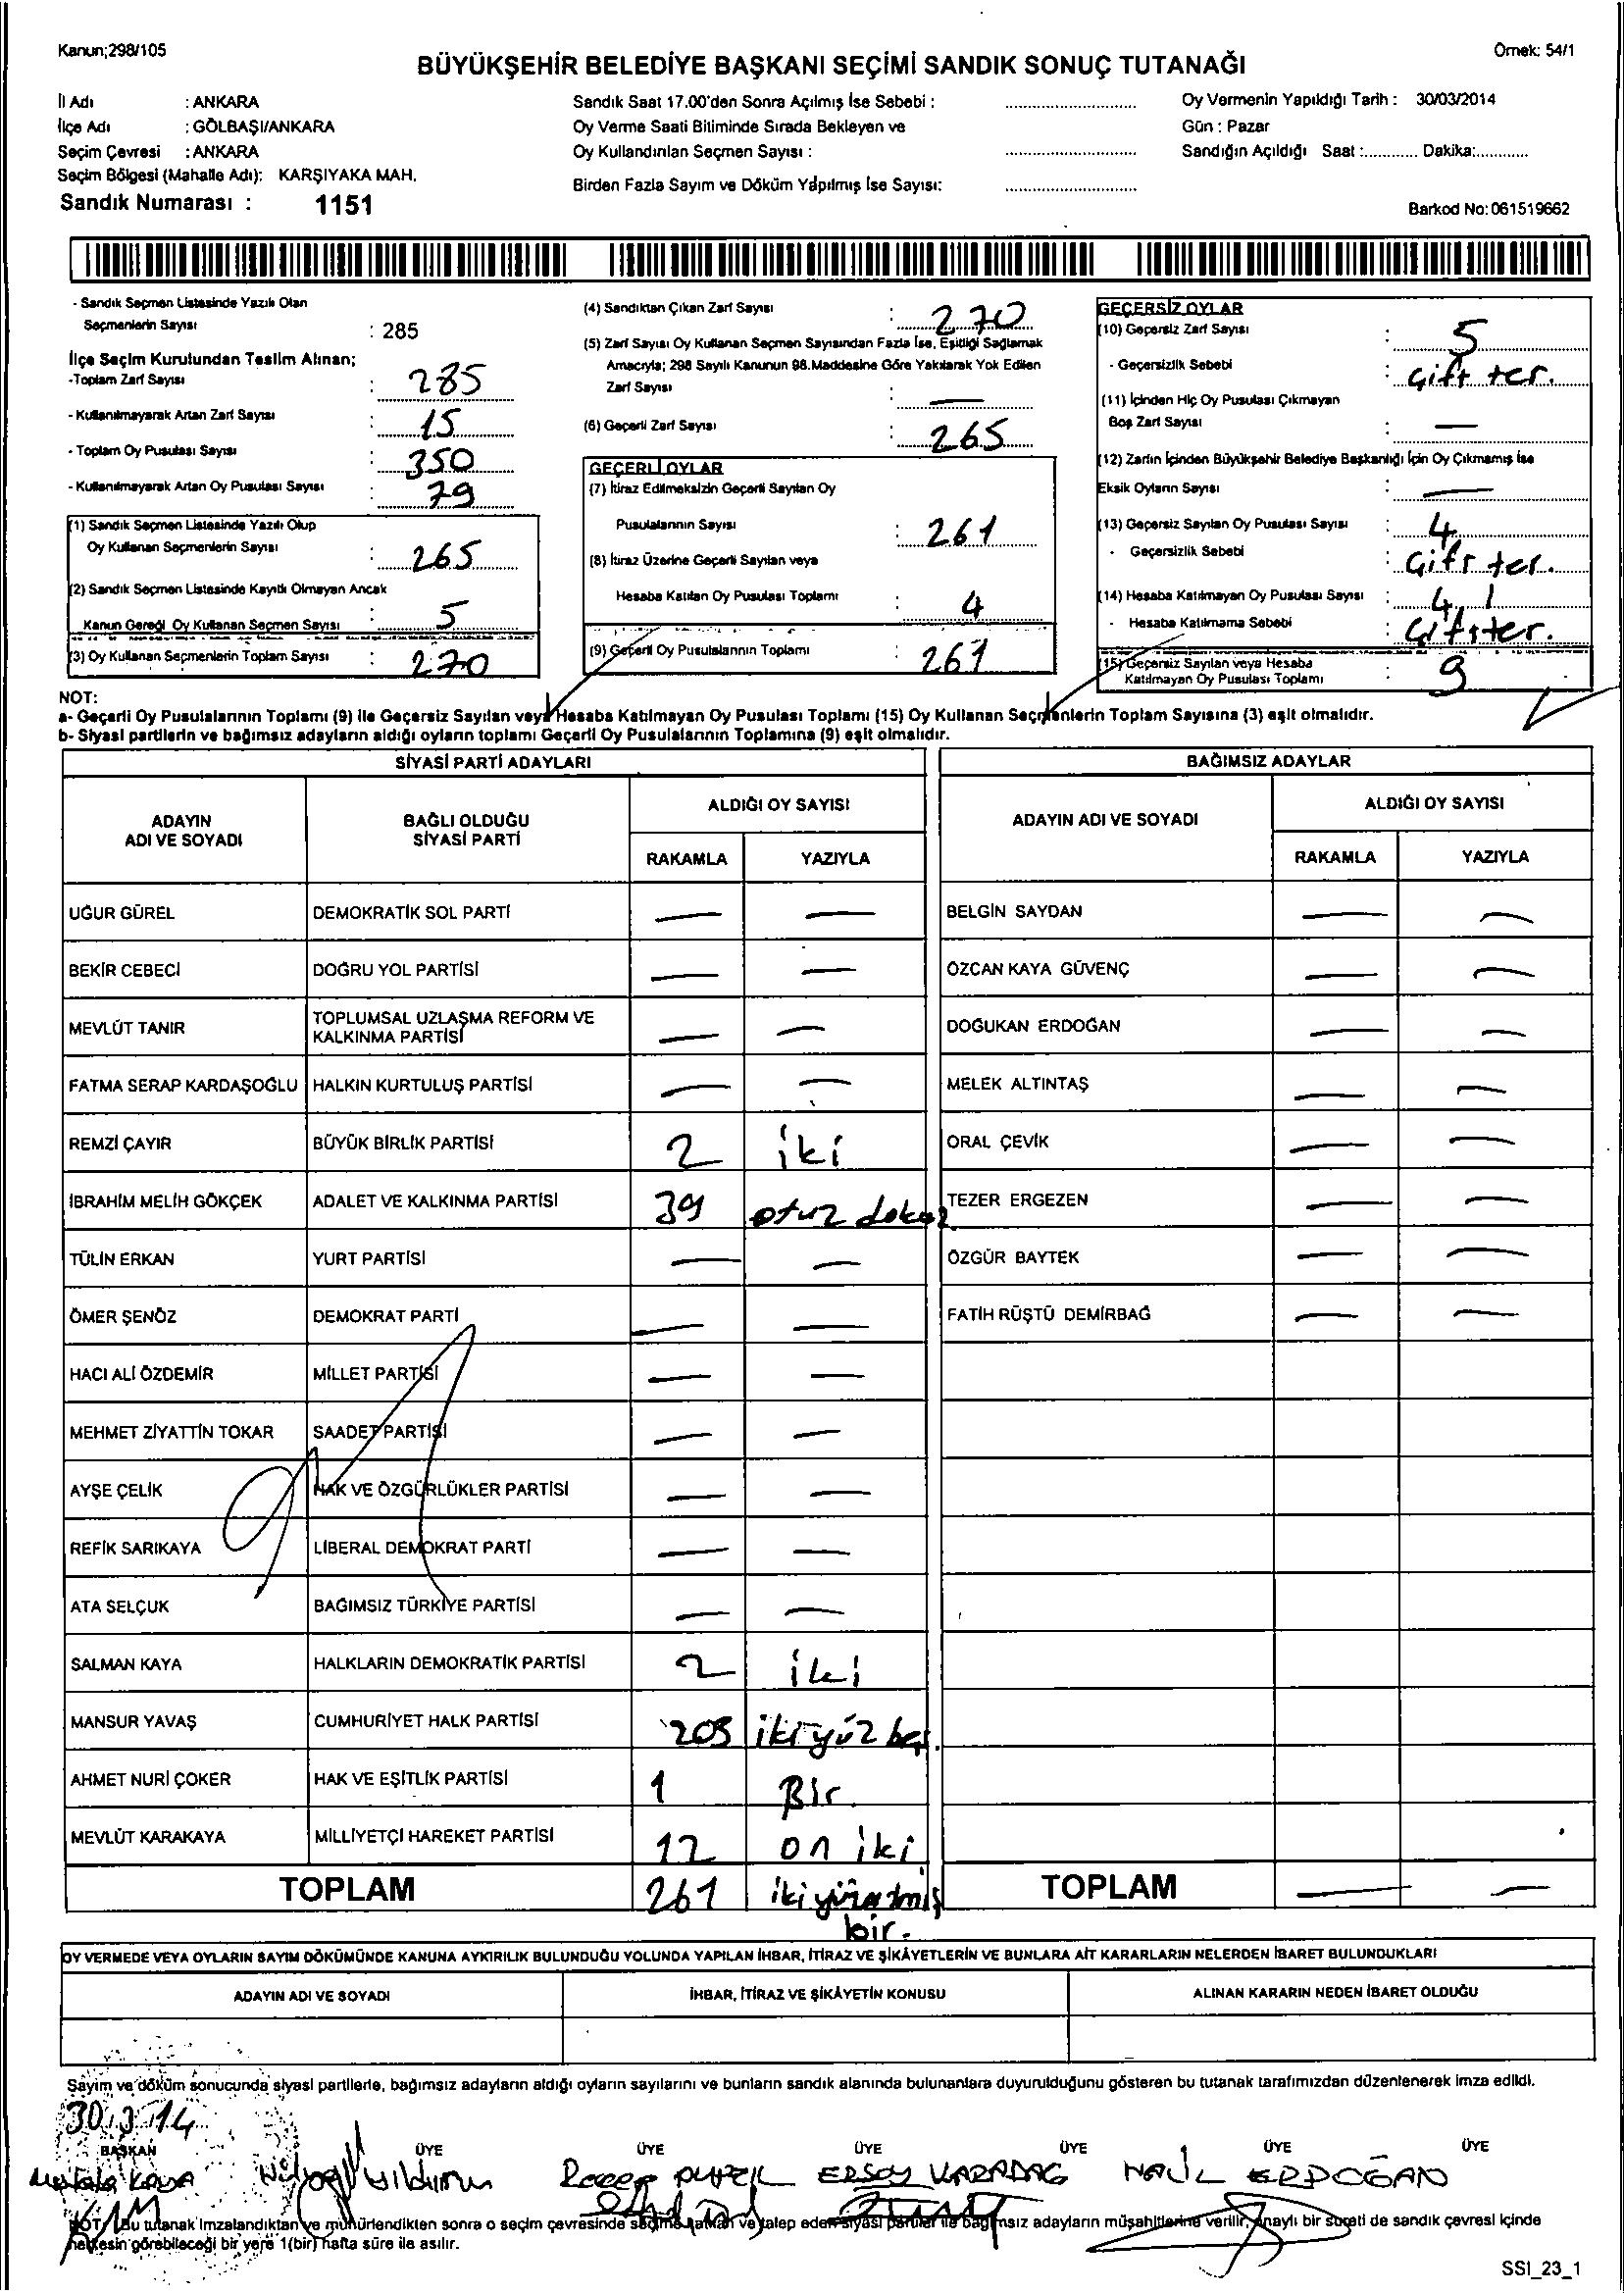 Kanun;298/105
Örnek: 54/1
BÜYÜKŞEHİR BELEDİYE BAŞKANI SEÇİMİ SANDIK SONUÇ TUTANAĞI
İl Adı : ANKARA
İlçe Adı : GÖLBAŞI/ANKARA
Seçim Çevresi : ANKARA
Seçim Bölgesi (Mahalle Adı): KARŞIYAKA MAH.
Sandık Numarası : 1151
Sandık Saat 17.00'den Sonra Açılmış İse Sebebi :
Oy Verme Saati Bitiminde Sırada Bekleyen ve
Oy Kullandırılan Seçmen Sayısı :
Birden Fazla Sayım ve Döküm Yapılmış İse Sayısı:
Oy Vermenin Yapıldığı Tarih : 30/03/2014
Gün : Pazar
Sandığın Açıldığı Saat :............ Dakika:............
Barkod No:061519662
- Sandık Seçmen Listesinde Yazılı Olan
Seçmenlerin Sayısı : 285
İlçe Seçim Kurulundan Teslim Alınan;
-Toplam Zarf Sayısı : 285
- Kullanılmayarak Artan Zarf Sayısı : 15
- Toplam Oy Pusulası Sayısı : 350
- Kullanılmayarak Artan Oy Pusulası Sayısı : 79
(1) Sandık Seçmen Listesinde Yazılı Olup
Oy Kullanan Seçmenlerin Sayısı : 265
(2) Sandık Seçmen Listesinde Kayıtlı Olmayan Ancak
Kanun Gereği Oy Kullanan Seçmen Sayısı : 5
(3) Oy Kullanan Seçmenlerin Toplam Sayısı : 270
(4) Sandıktan Çıkan Zarf Sayısı : 270
(5) Zarf Sayısı Oy Kullanan Seçmen Sayısından Fazla İse, Eşitliği Sağlamak
Amacıyla; 298 Sayılı Kanunun 98.Maddesine Göre Yakılarak Yok Edilen
Zarf Sayısı : —
(6) Geçerli Zarf Sayısı : 265
GEÇERLİ OYLAR
(7) İtiraz Edilmeksizin Geçerli Sayılan Oy
Pusulalarının Sayısı : 261
(8) İtiraz Üzerine Geçerli Sayılan veya
Hesaba Katılan Oy Pusulası Toplamı : 4
(9) Geçerli Oy Pusulalarının Toplamı : 261
GEÇERSİZ OYLAR
(10) Geçersiz Zarf Sayısı : 5
- Geçersizlik Sebebi : Çift ter.
(11) İçinden Hiç Oy Pusulası Çıkmayan
Boş Zarf Sayısı : —
(12) Zarfın İçinden Büyükşehir Belediye Başkanlığı İçin Oy Çıkmamış İse
Eksik Oyların Sayısı : —
(13) Geçersiz Sayılan Oy Pusulası Sayısı : 4
- Geçersizlik Sebebi : Çift ter.
(14) Hesaba Katılmayan Oy Pusulası Sayısı : 4
- Hesaba Katılmama Sebebi : Çift ter.
(15) Geçersiz Sayılan veya Hesaba
Katılmayan Oy Pusulası Toplamı : 9
NOT:
a- Geçerli Oy Pusulalarının Toplamı (9) ile Geçersiz Sayılan veya Hesaba Katılmayan Oy Pusulası Toplamı (15) Oy Kullanan Seçmenlerin Toplam Sayısına (3) eşit olmalıdır.
b- Siyasi partilerin ve bağımsız adayların aldığı oyların toplamı Geçerli Oy Pusulalarının Toplamına (9) eşit olmalıdır.
SİYASİ PARTİ ADAYLARI
ADAYIN ADI VE SOYADI
BAĞLI OLDUĞU SİYASİ PARTİ
ALDIĞI OY SAYISI
RAKAMLA YAZIYLA
UĞUR GÜREL DEMOKRATİK SOL PARTİ — —
BEKİR CEBECİ DOĞRU YOL PARTİSİ — —
MEVLÜT TANIR TOPLUMSAL UZLAŞMA REFORM VE KALKINMA PARTİSİ — —
FATMA SERAP KARDAŞOĞLU HALKIN KURTULUŞ PARTİSİ — —
REMZİ ÇAYIR BÜYÜK BİRLİK PARTİSİ 2 iki
İBRAHİM MELİH GÖKÇEK ADALET VE KALKINMA PARTİSİ 39 otuz dokuz
TÜLİN ERKAN YURT PARTİSİ — —
ÖMER ŞENÖZ DEMOKRAT PARTİ — —
HACI ALİ ÖZDEMİR MİLLET PARTİSİ — —
MEHMET ZİYATTİN TOKAR SAADET PARTİSİ — —
AYŞE ÇELİK HAK VE ÖZGÜRLÜKLER PARTİSİ — —
REFİK SARIKAYA LİBERAL DEMOKRAT PARTİ — —
ATA SELÇUK BAĞIMSIZ TÜRKİYE PARTİSİ — —
SALMAN KAYA HALKLARIN DEMOKRATİK PARTİSİ 2 iki
MANSUR YAVAŞ CUMHURİYET HALK PARTİSİ 205 iki yüz beş.
AHMET NURİ ÇOKER HAK VE EŞİTLİK PARTİSİ 1 Bir
MEVLÜT KARAKAYA MİLLİYETÇİ HAREKET PARTİSİ 12 on iki
TOPLAM 261 iki yüz atmış bir.
BAĞIMSIZ ADAYLAR
ADAYIN ADI VE SOYADI
ALDIĞI OY SAYISI
RAKAMLA YAZIYLA
BELGİN SAYDAN — —
ÖZCAN KAYA GÜVENÇ — —
DOĞUKAN ERDOĞAN — —
MELEK ALTINTAŞ — —
ORAL ÇEVİK — —
TEZER ERGEZEN — —
ÖZGÜR BAYTEK — —
FATİH RÜŞTÜ DEMİRBAĞ — —
TOPLAM — —
OY VERMEDE VEYA OYLARIN SAYIM DÖKÜMÜNDE KANUNA AYKIRILIK BULUNDUĞU YOLUNDA YAPILAN İHBAR, İTİRAZ VE ŞİKÂYETLERİN VE BUNLARA AİT KARARLARIN NELERDEN İBARET BULUNDUKLARI
ADAYIN ADI VE SOYADI İHBAR, İTİRAZ VE ŞİKÂYETİN KONUSU ALINAN KARARIN NEDEN İBARET OLDUĞU
Sayım ve döküm sonucunda siyasi partilerle, bağımsız adayların aldığı oyların sayılarını ve bunların sandık alanında bulunanlara duyurulduğunu gösteren bu tutanak tarafımızdan düzenlenerek imza edildi.
30.3.14
BAŞKAN ÜYE ÜYE ÜYE ÜYE ÜYE ÜYE
Mustafa KAYA Yıldırım Recep ERSOY KARADAG HALİL ERDOĞAN
NOT: Bu tutanak imzalandıktan ve mühürlendikten sonra o seçim çevresinde seçime katılan ve talep eden siyasi partiler ile bağımsız adayların müşahitlerine verilir, onaylı bir sureti de sandık çevresi içinde
herkesin görebileceği bir yere 1(bir) hafta süre ile asılır.
SSI_23_1